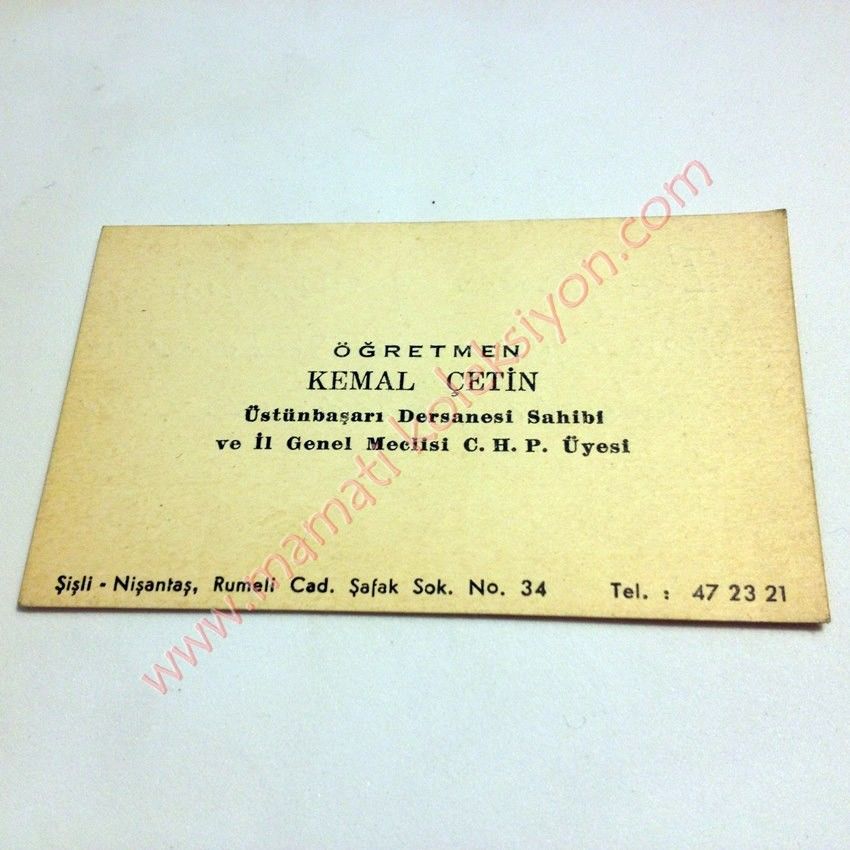 ÖĞRETMEN
KEMAL ÇETİN
Üstünbaşarı Dersanesi Sahibi
ve İl Genel Meclisi C. H. P. Üyesi
Şişli - Nişantaş, Rumeli Cad. Şafak Sok. No. 34 Tel. : 47 23 21
www.mamatikoleksiyon.com